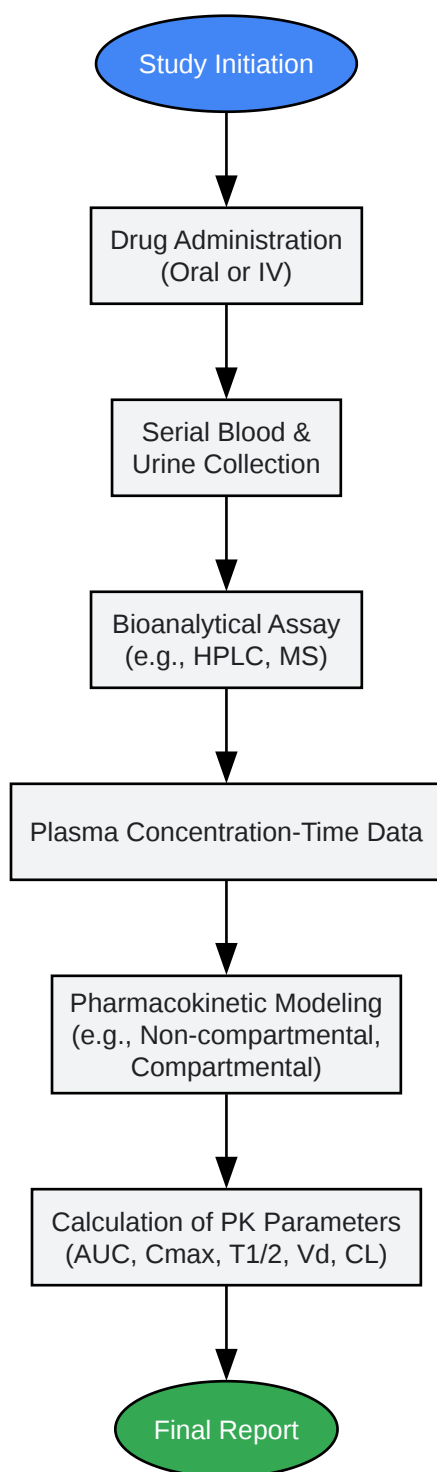 Study Initiation
Drug Administration
(Oral or IV)
Serial Blood &
Urine Collection
Bioanalytical Assay
(e.g., HPLC, MS)
Plasma Concentration-Time Data
Pharmacokinetic Modeling
(e.g., Non-compartmental,
Compartmental)
Calculation of PK Parameters
(AUC, Cmax, T1/2, Vd, CL)
Final Report